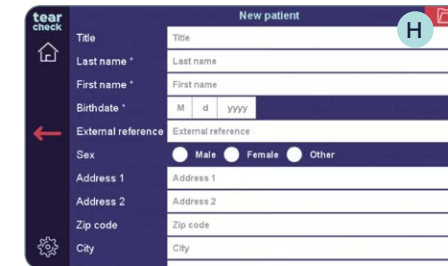 tear
check
New patient
H
Title Title
Last name * Last name
First name * First name
Birthdate * M d yyyy
External reference External reference
Sex Male Female Other
Address 1 Address 1
Address 2 Address 2
Zip code Zip code
City City